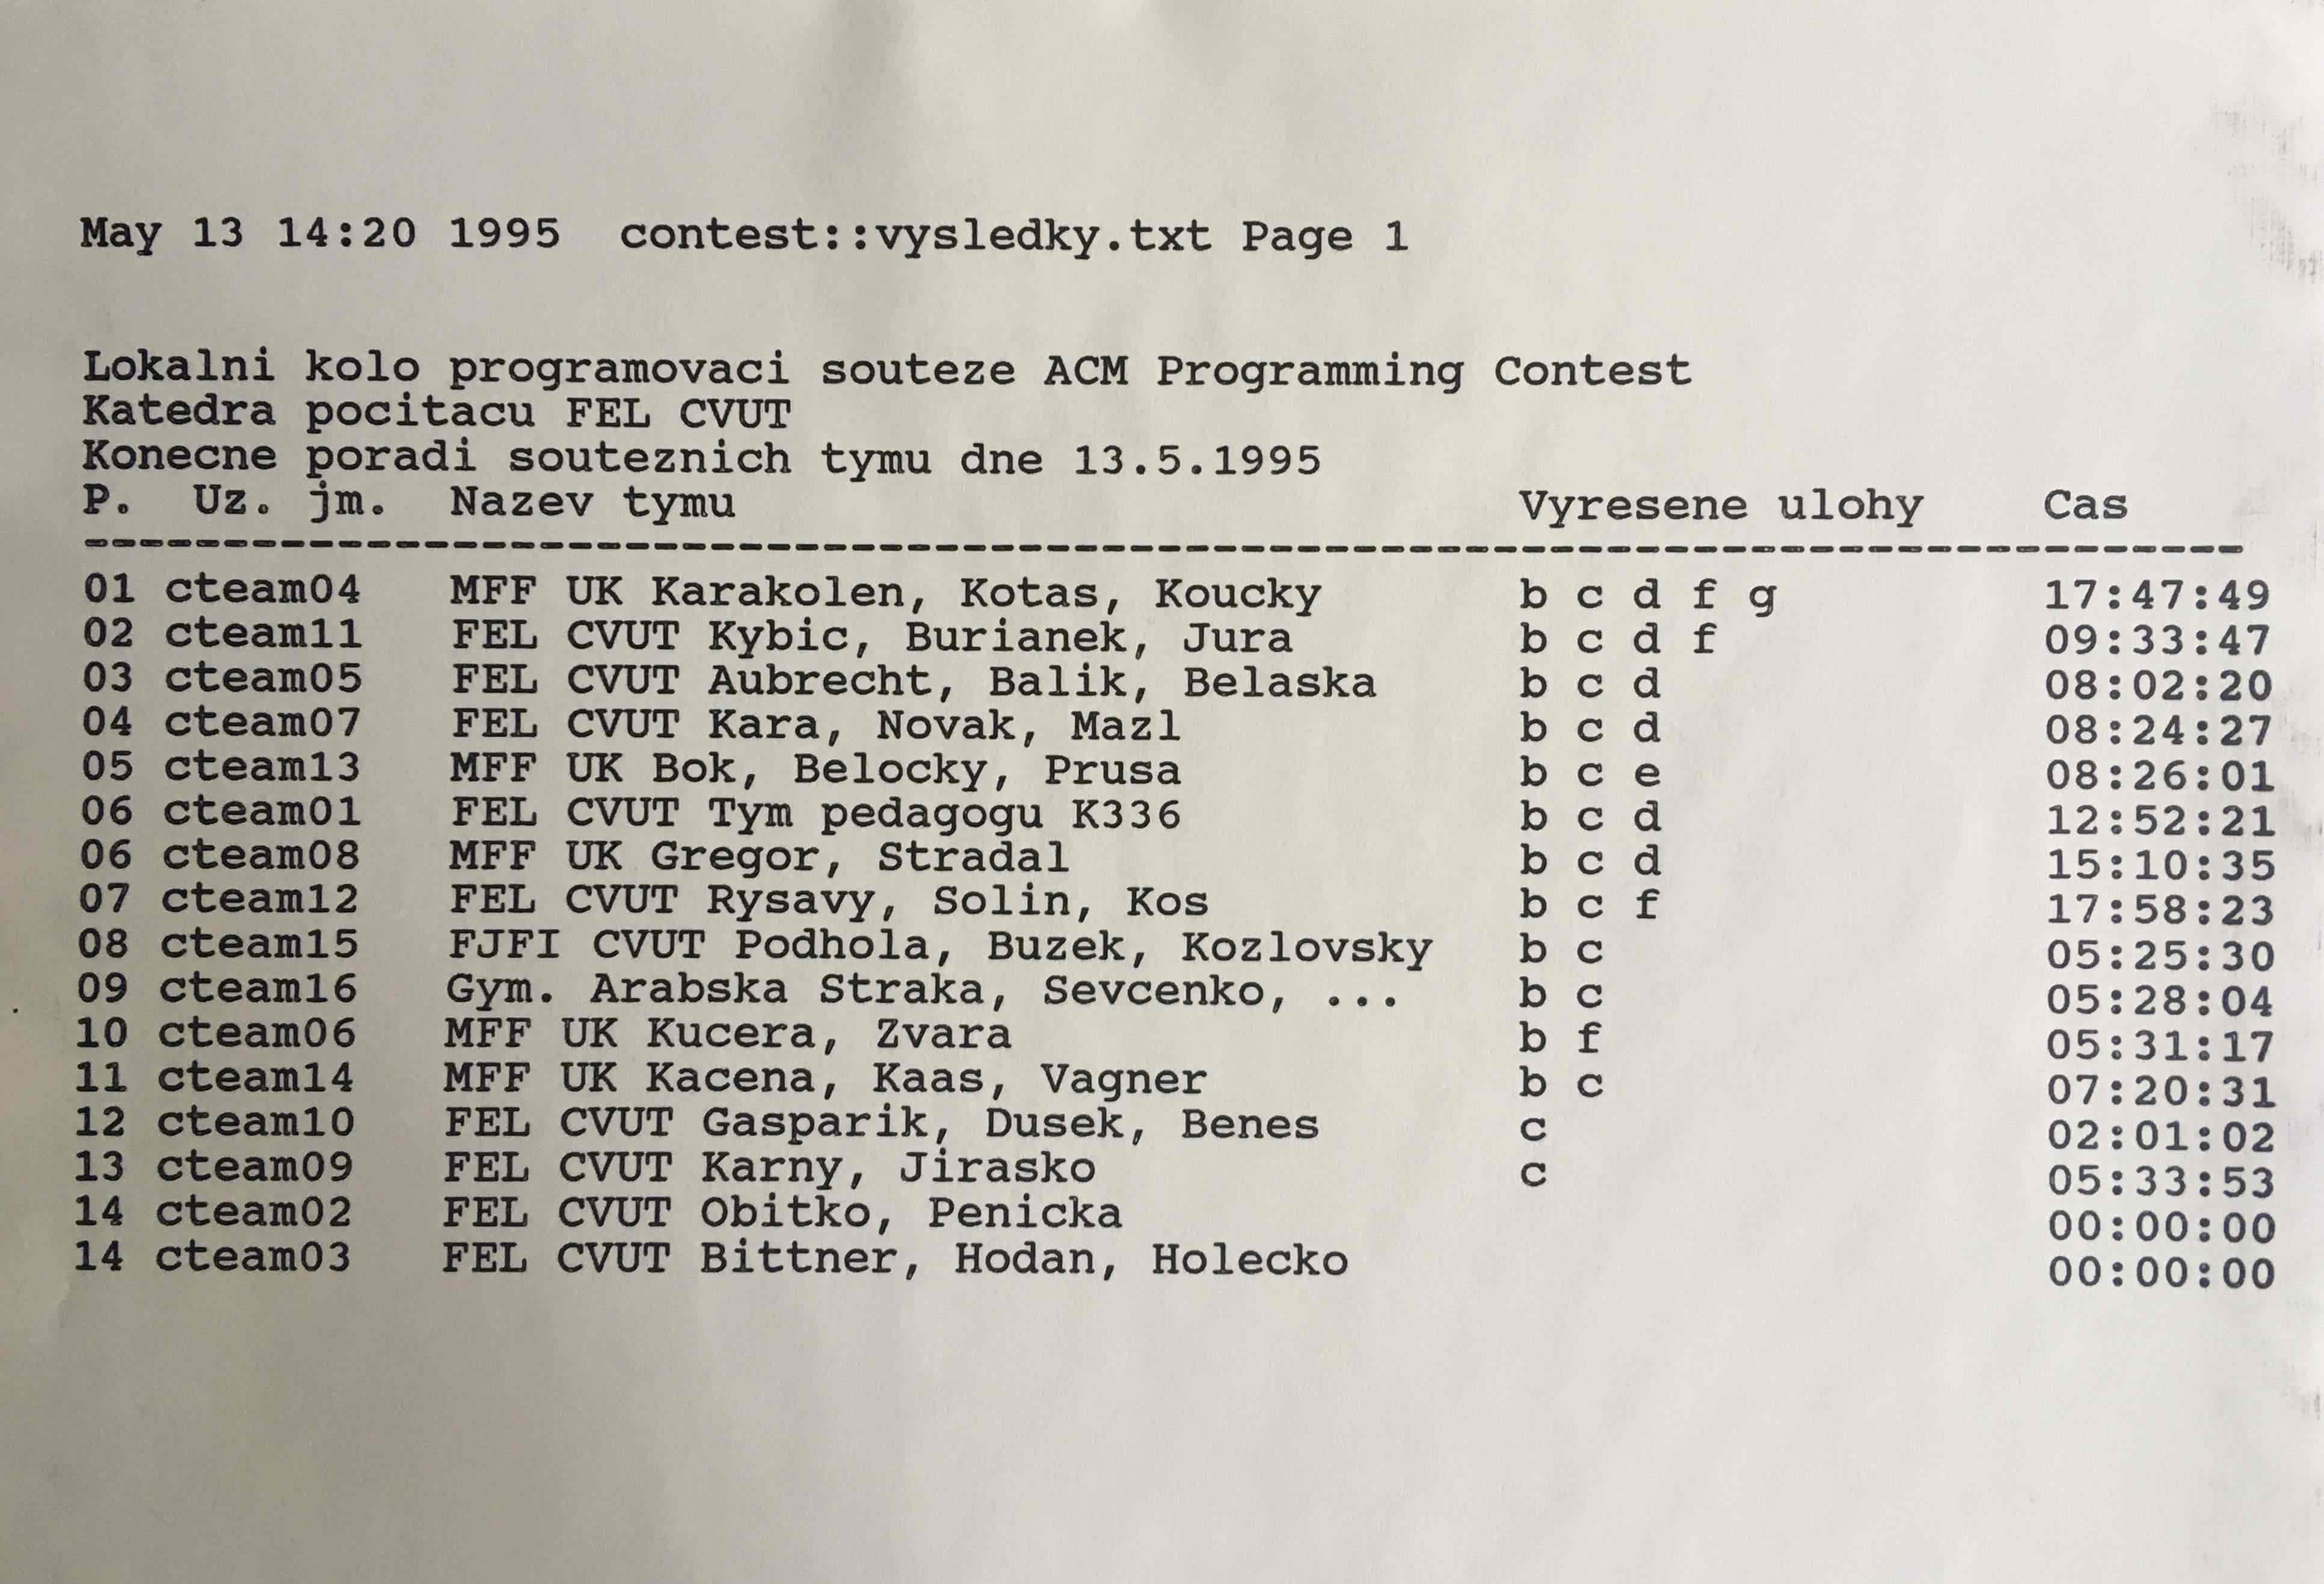 May 13 14:20 1995  contest::vysledky.txt Page 1
Lokalni kolo programovaci souteze ACM Programming Contest
Katedra pocitacu FEL CVUT
Konecne poradi souteznich tymu dne 13.5.1995
P.  Uz. jm.  Nazev tymu                            Vyresene ulohy    Cas
-----------------------------------------------------------------------------
01 cteam04   MFF UK Karakolen, Kotas, Koucky       b c d f g         17:47:49
02 cteam11   FEL CVUT Kybic, Burianek, Jura        b c d f           09:33:47
03 cteam05   FEL CVUT Aubrecht, Balik, Belaska     b c d             08:02:20
04 cteam07   FEL CVUT Kara, Novak, Mazl            b c d             08:24:27
05 cteam13   MFF UK Bok, Belocky, Prusa            b c e             08:26:01
06 cteam01   FEL CVUT Tym pedagogu K336            b c d             12:52:21
06 cteam08   MFF UK Gregor, Stradal                b c d             15:10:35
07 cteam12   FEL CVUT Rysavy, Solin, Kos           b c f             17:58:23
08 cteam15   FJFI CVUT Podhola, Buzek, Kozlovsky   b c               05:25:30
09 cteam16   Gym. Arabska Straka, Sevcenko, ...    b c               05:28:04
10 cteam06   MFF UK Kucera, Zvara                  b f               05:31:17
11 cteam14   MFF UK Kacena, Kaas, Vagner           b c               07:20:31
12 cteam10   FEL CVUT Gasparik, Dusek, Benes       c                 02:01:02
13 cteam09   FEL CVUT Karny, Jirasko               c                 05:33:53
14 cteam02   FEL CVUT Obitko, Penicka                                00:00:00
14 cteam03   FEL CVUT Bittner, Hodan, Holecko                        00:00:00